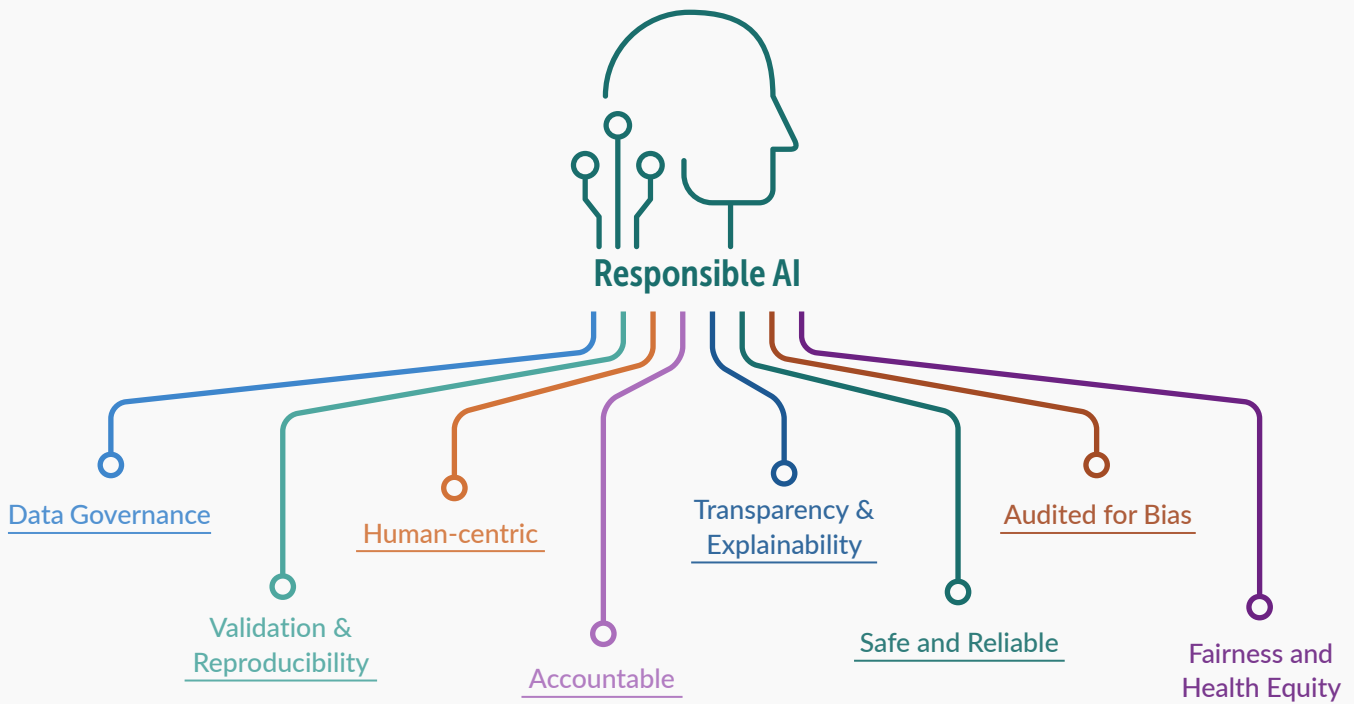 Responsible AI
Data Governance
Validation &
Reproducibility
Human-centric
Accountable
Transparency &
Explainability
Safe and Reliable
Audited for Bias
Fairness and
Health Equity